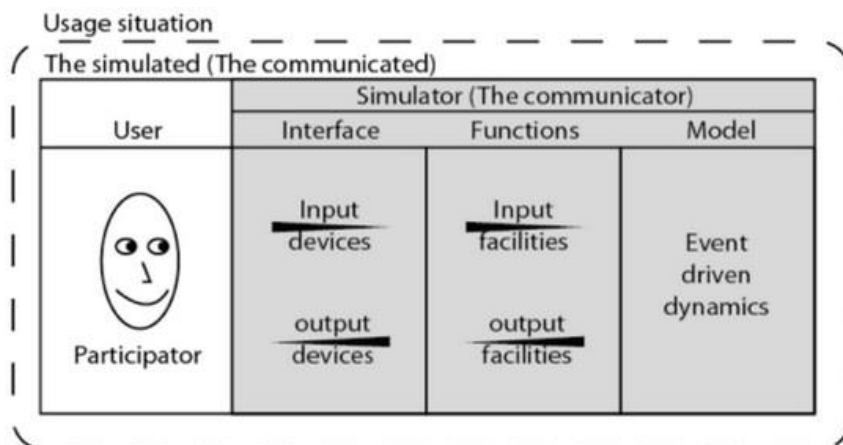 Usage situation
The simulated (The communicated)
Simulator (The communicator)
User
Interface
Functions
Model
Input
devices
Input
facilities
Event
driven
dynamics
output
devices
output
facilities
Participator